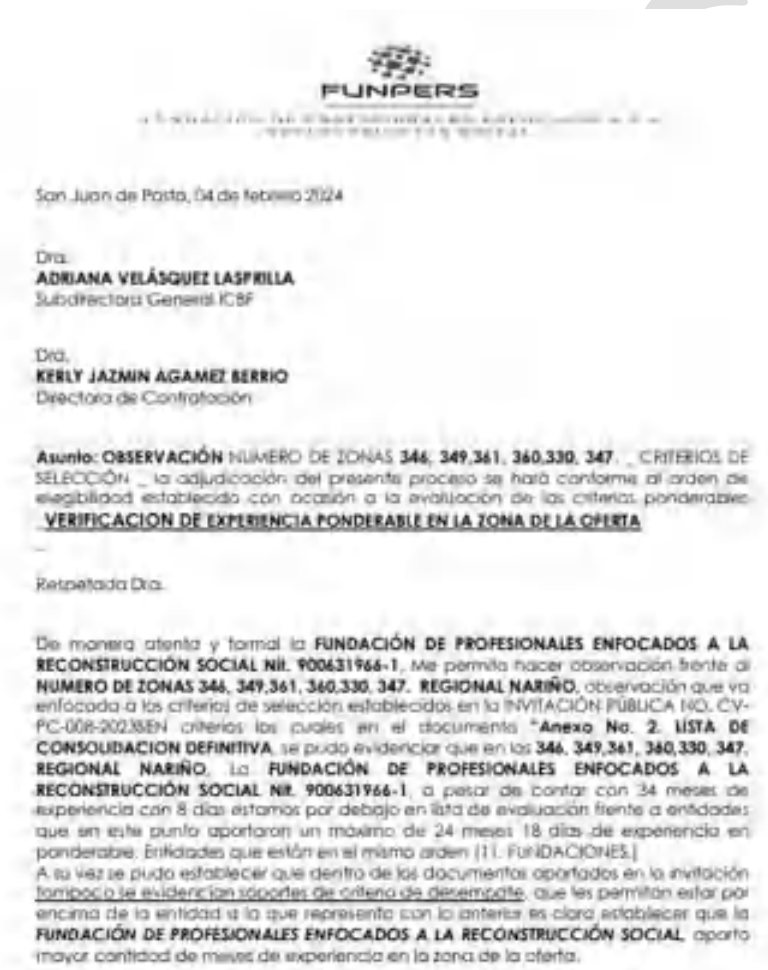 FUNPERS
San Juan de Pasto, 04 de febrero 2024
Dra.
ADRIANA VELÁSQUEZ LASPRILLA
Subdirectora General ICBF
Dra.
KERLY JAZMIN AGAMEZ BERRIO
Directora de Contratación
Asunto: OBSERVACIÓN NUMERO DE ZONAS 346, 349,361, 360,330, 347. _ CRITERIOS DE
SELECCIÓN _ la adjudicación del presente proceso se hará conforme al orden de
elegibilidad establecido con ocasión a la evaluación de los criterios ponderables
_VERIFICACION DE EXPERIENCIA PONDERABLE EN LA ZONA DE LA OFERTA
_
Respetada Dra.
De manera atenta y formal la FUNDACIÓN DE PROFESIONALES ENFOCADOS A LA
RECONSTRUCCIÓN SOCIAL Nit. 900631966-1, Me permito hacer observación frente al
NUMERO DE ZONAS 346, 349,361, 360,330, 347. REGIONAL NARIÑO, observación que va
enfocada a los criterios de selección establecidos en la INVITACIÓN PÚBLICA NO. CV-
PC-008-2023SEN criterios los cuales en el documento "Anexo No. 2. LISTA DE
CONSOLIDACION DEFINITIVA, se pudo evidenciar que en las 346, 349,361, 360,330, 347,
REGIONAL NARIÑO, La FUNDACIÓN DE PROFESIONALES ENFOCADOS A LA
RECONSTRUCCIÓN SOCIAL Nit. 900631966-1, a pesar de contar con 34 meses de
experiencia con 8 días estamos por debajo en lista de evaluación frente a entidades
que en este punto aportaron un máximo de 24 meses 18 días de experiencia en
ponderable. Entidades que están en el mismo orden (11. FUNDACIONES.)
A su vez se pudo establecer que dentro de los documentos aportados en la invitación
tampoco se evidencian soportes de criterio de desempate, que les permitan estar por
encima de la entidad a la que represento con lo anterior es claro establecer que la
FUNDACIÓN DE PROFESIONALES ENFOCADOS A LA RECONSTRUCCIÓN SOCIAL, aporto
mayor cantidad de meses de experiencia en la zona de la oferta.